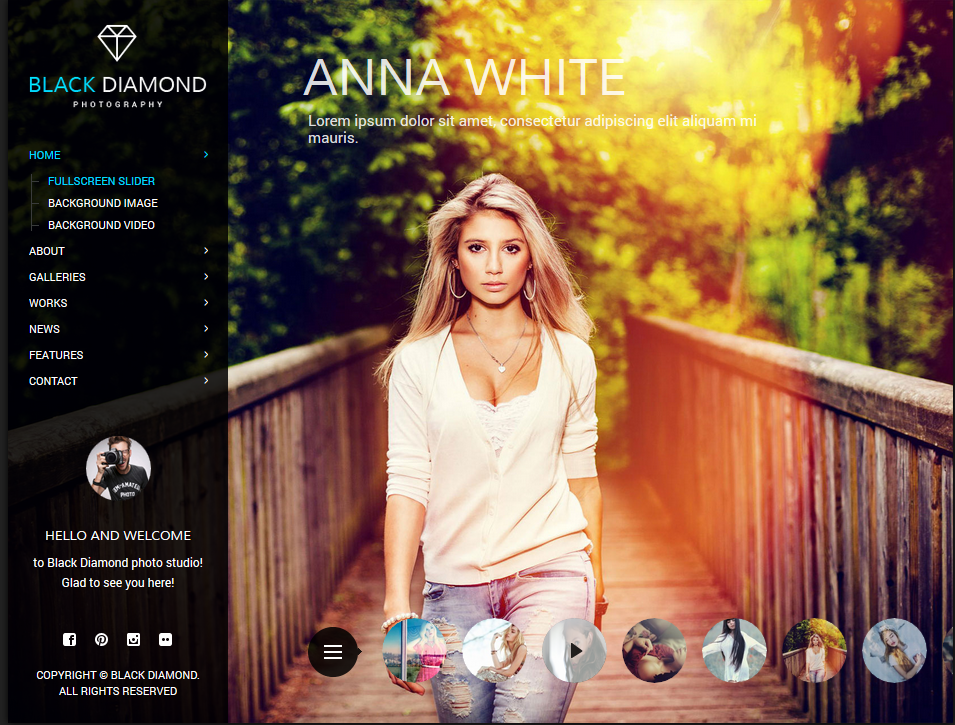 BLACK DIAMOND
PHOTOGRAPHY
HOME
FULLSCREEN SLIDER
BACKGROUND IMAGE
BACKGROUND VIDEO
ABOUT
GALLERIES
WORKS
NEWS
FEATURES
CONTACT
HELLO AND WELCOME
to Black Diamond photo studio!
Glad to see you here!
COPYRIGHT © BLACK DIAMOND.
ALL RIGHTS RESERVED
ANNA WHITE
Lorem ipsum dolor sit amet, consectetur adipiscing elit aliquam mi
mauris.